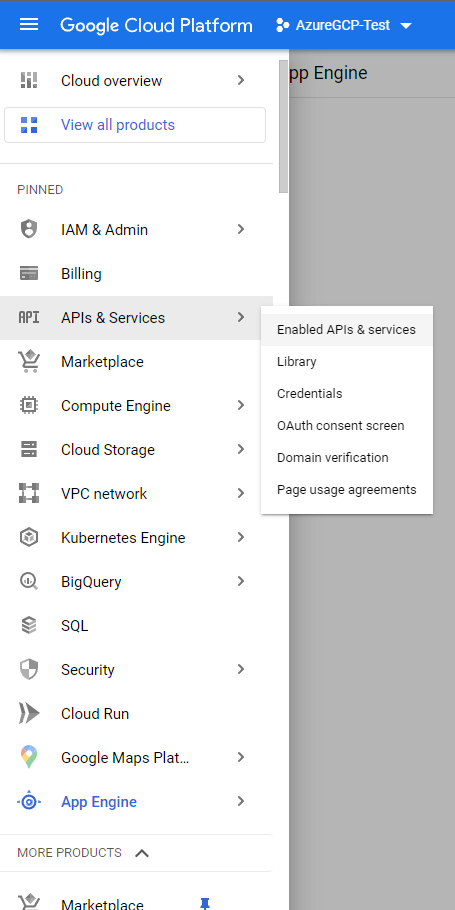 Google Cloud Platform
AzureGCP-Test
Cloud overview
pp Engine
View all products
PINNED
IAM & Admin
Billing
API
APIs & Services
Enabled APIs & services
Library
Credentials
OAuth consent screen
Domain verification
Page usage agreements
Marketplace
Compute Engine
Cloud Storage
VPC network
Kubernetes Engine
BigQuery
SQL
Security
Cloud Run
Google Maps Plat...
App Engine
MORE PRODUCTS
Marketplace